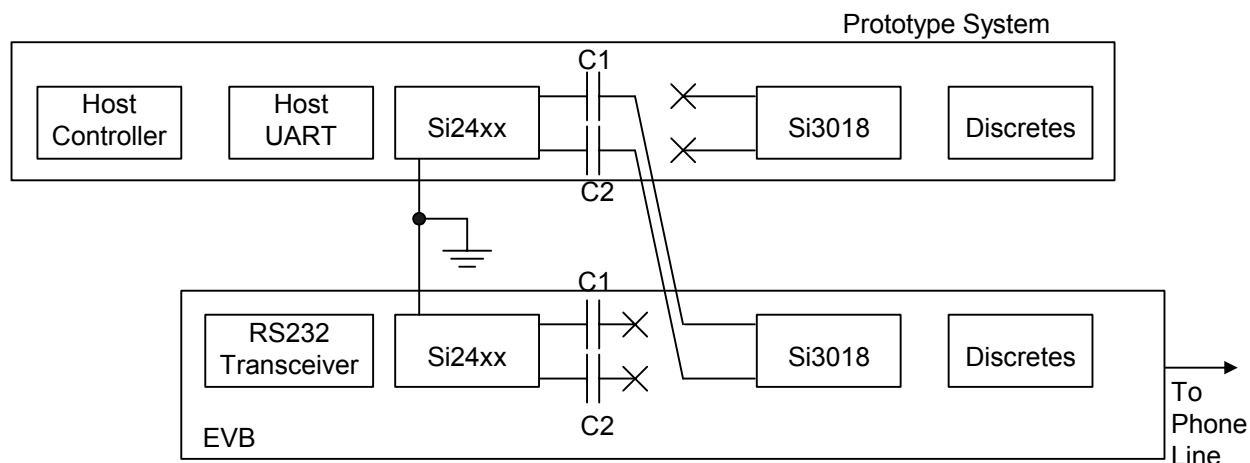 Prototype System
C1
Host
Controller
Host
UART
Si24xx
Si3018
Discretes
C2
C1
RS232
Transceiver
Si24xx
Si3018
Discretes
C2
EVB
To
Phone
Line